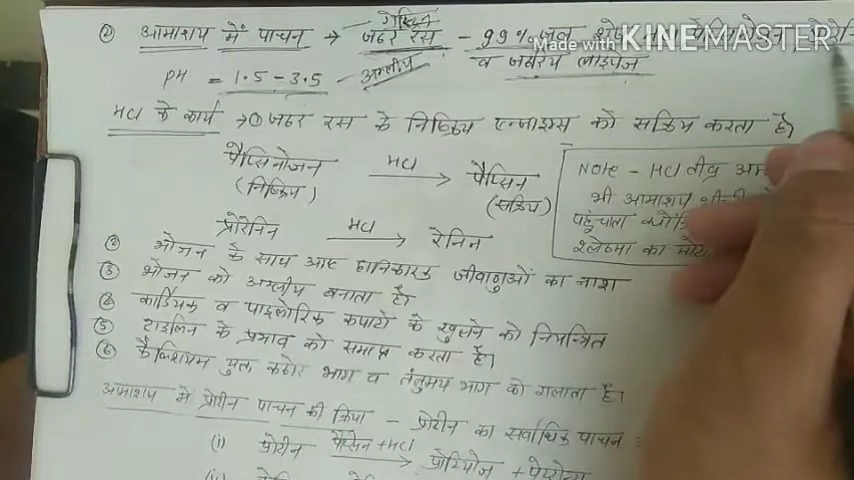 ② आमाशय में पाचन → जठर रस - 99% जल
व जठरीय लाइपेज
Made with KINEMASTER
PH = 1.5-3.5 - अम्लीय
HCl के कार्य → ① जठर रस के निष्क्रिय एन्जाइम्स को सक्रिय करता है
पैप्सिनोजन HCl → पैप्सिन
(निष्क्रिय) (सक्रिय)
Note - HCl तीव्र
भी आमाशय
पहुंचाता
श्लेष्मा का मोटा
प्रोरेनिन HCl → रेनिन
② भोजन के साथ आए हानिकारक जीवाणुओं का नाश
③ भोजन को अम्लीय बनाता है।
④ कार्डियक व पाइलोरिक कपाटों के खुलने को नियन्त्रित
⑤ टाइलिन के प्रभाव को समाप्त करता है।
⑥ कैल्शियम युक्त कठोर भाग व तंतुमय भाग को गलाता है।
आमाशय में प्रोटीन पाचन की क्रिया - प्रोटीन का सर्वाधिक पाचन
(i) प्रोटीन पैप्सिन + HCl → प्रोटियोज + पेप्टोन्स
(ii)